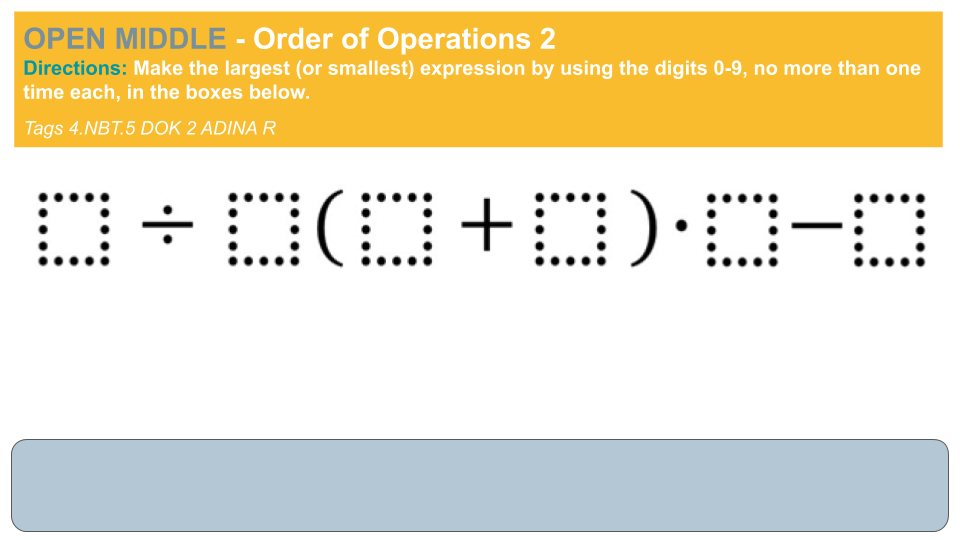 OPEN MIDDLE - Order of Operations 2
Directions: Make the largest (or smallest) expression by using the digits 0-9, no more than one
time each, in the boxes below.
Tags 4.NBT.5 DOK 2 ADINA R
□ ÷ □(□ + □) · □ − □